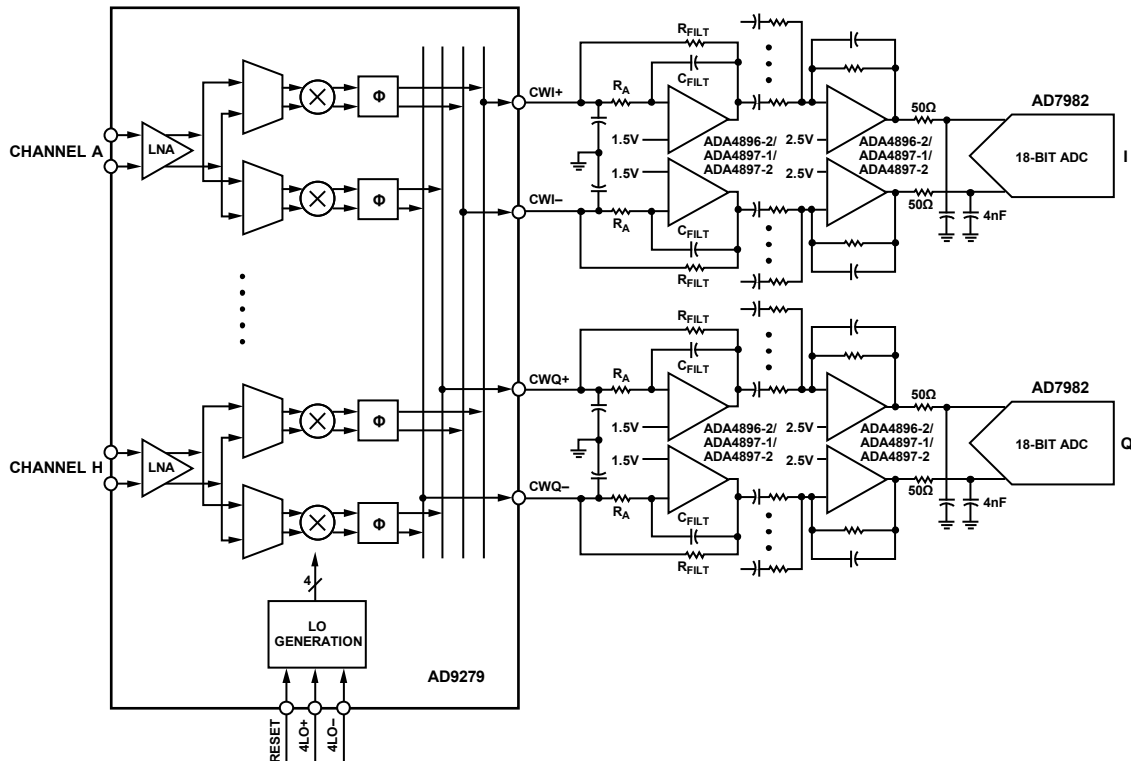 CHANNEL A
LNA
Φ
Φ
CHANNEL H
LNA
Φ
Φ
4
LO
GENERATION
AD9279
RESET
4LO+
4LO–
CWI+
RFILT
CFILT
RA
1.5V
ADA4896-2/
ADA4897-1/
ADA4897-2
2.5V
ADA4896-2/
ADA4897-1/
ADA4897-2
50Ω
AD7982
18-BIT ADC
I
1.5V
2.5V
CWI–
RA
CFILT
RFILT
50Ω
4nF
CWQ+
RFILT
CFILT
RA
1.5V
ADA4896-2/
ADA4897-1/
ADA4897-2
2.5V
ADA4896-2/
ADA4897-1/
ADA4897-2
50Ω
AD7982
18-BIT ADC
Q
1.5V
2.5V
CWQ–
RA
CFILT
RFILT
50Ω
4nF